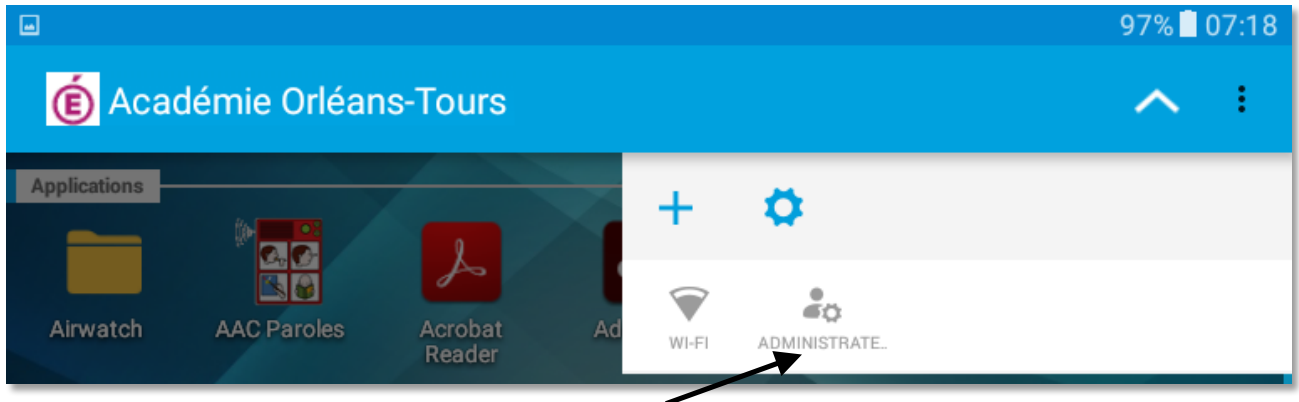 97% 07:18
É Académie Orléans-Tours
Applications
Airwatch
AAC Paroles
Acrobat
Reader
Ad
WI-FI
ADMINISTRATE..